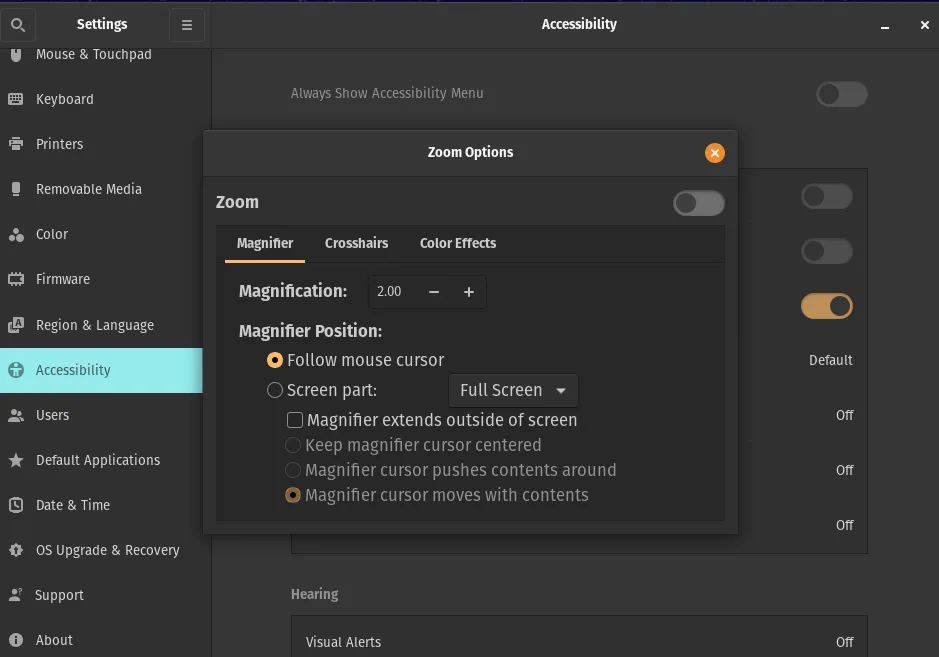 Settings
Accessibility
Mouse & Touchpad
Keyboard
Printers
Removable Media
Color
Firmware
Region & Language
Accessibility
Users
Default Applications
Date & Time
OS Upgrade & Recovery
Support
About
Always Show Accessibility Menu
Zoom Options
Zoom
Magnifier Crosshairs Color Effects
Magnification: 2.00 − +
Magnifier Position:
Follow mouse cursor
Screen part: Full Screen
Magnifier extends outside of screen
Keep magnifier cursor centered
Magnifier cursor pushes contents around
Magnifier cursor moves with contents
Default
Off
Off
Off
Hearing
Visual Alerts Off